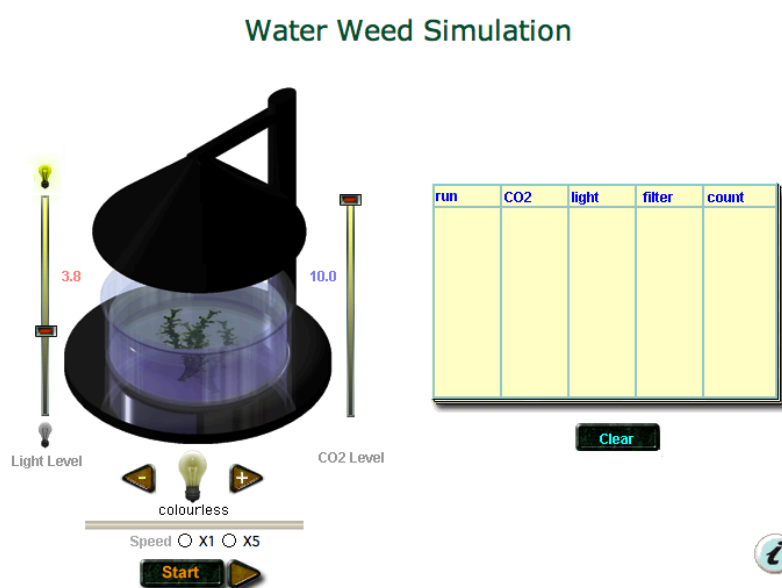 Water Weed Simulation
run CO2 light filter count
3.8
10.0
Clear
Light Level
CO2 Level
- +
colourless
Speed X1 X5
Start
i